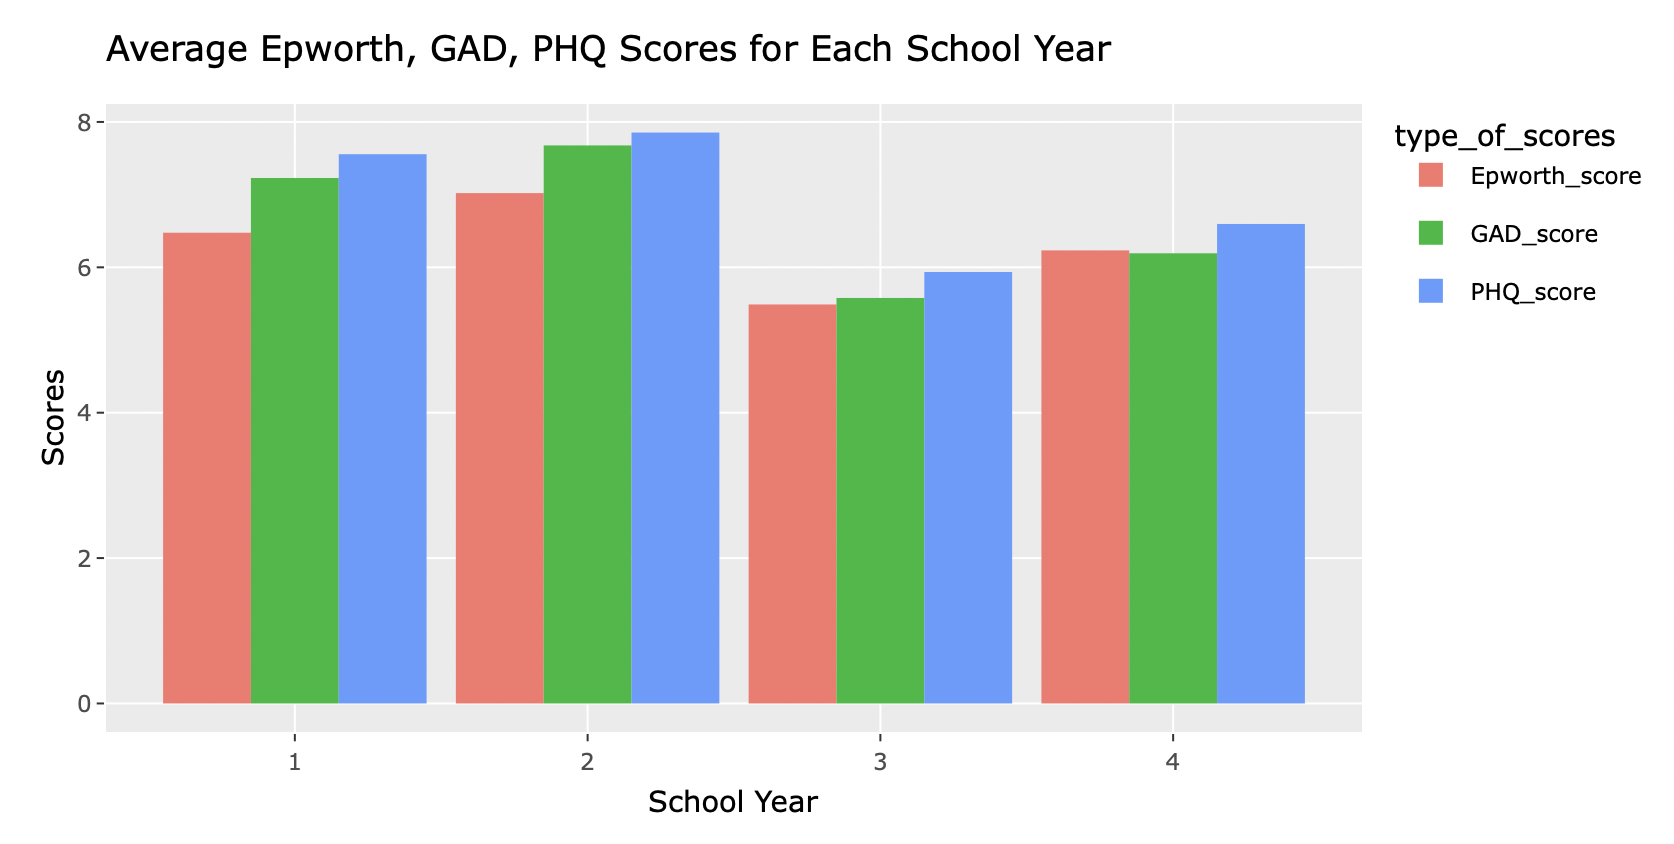 Average Epworth, GAD, PHQ Scores for Each School Year
type_of_scores
Epworth_score
GAD_score
PHQ_score
Scores
8
6
4
2
0
1 2 3 4
School Year